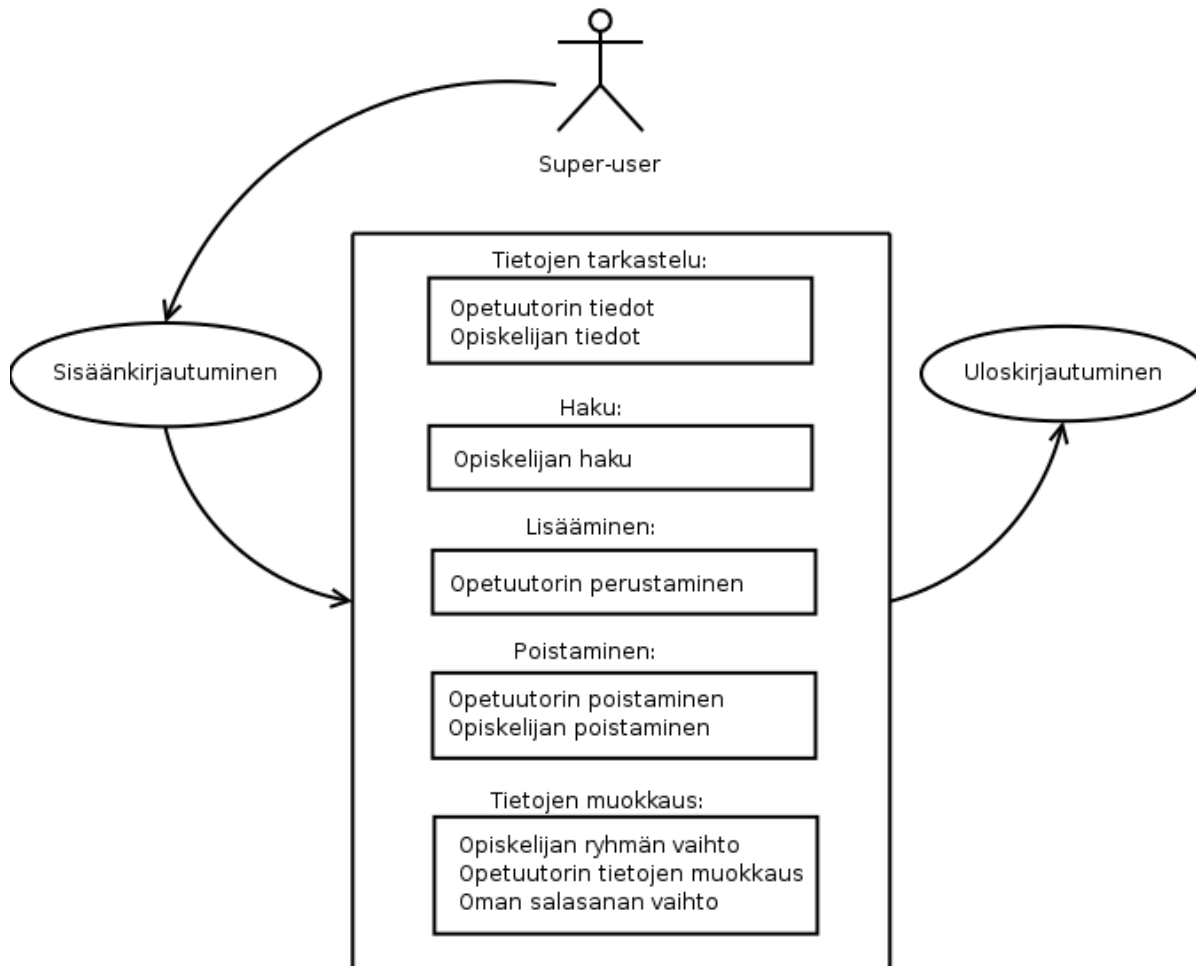 Super-user
Sisäänkirjautuminen
Tietojen tarkastelu:
Opetuutorin tiedot
Opiskelijan tiedot
Haku:
Opiskelijan haku
Lisääminen:
Opetuutorin perustaminen
Poistaminen:
Opetuutorin poistaminen
Opiskelijan poistaminen
Tietojen muokkaus:
Opiskelijan ryhmän vaihto
Opetuutorin tietojen muokkaus
Oman salasanan vaihto
Uloskirjautuminen